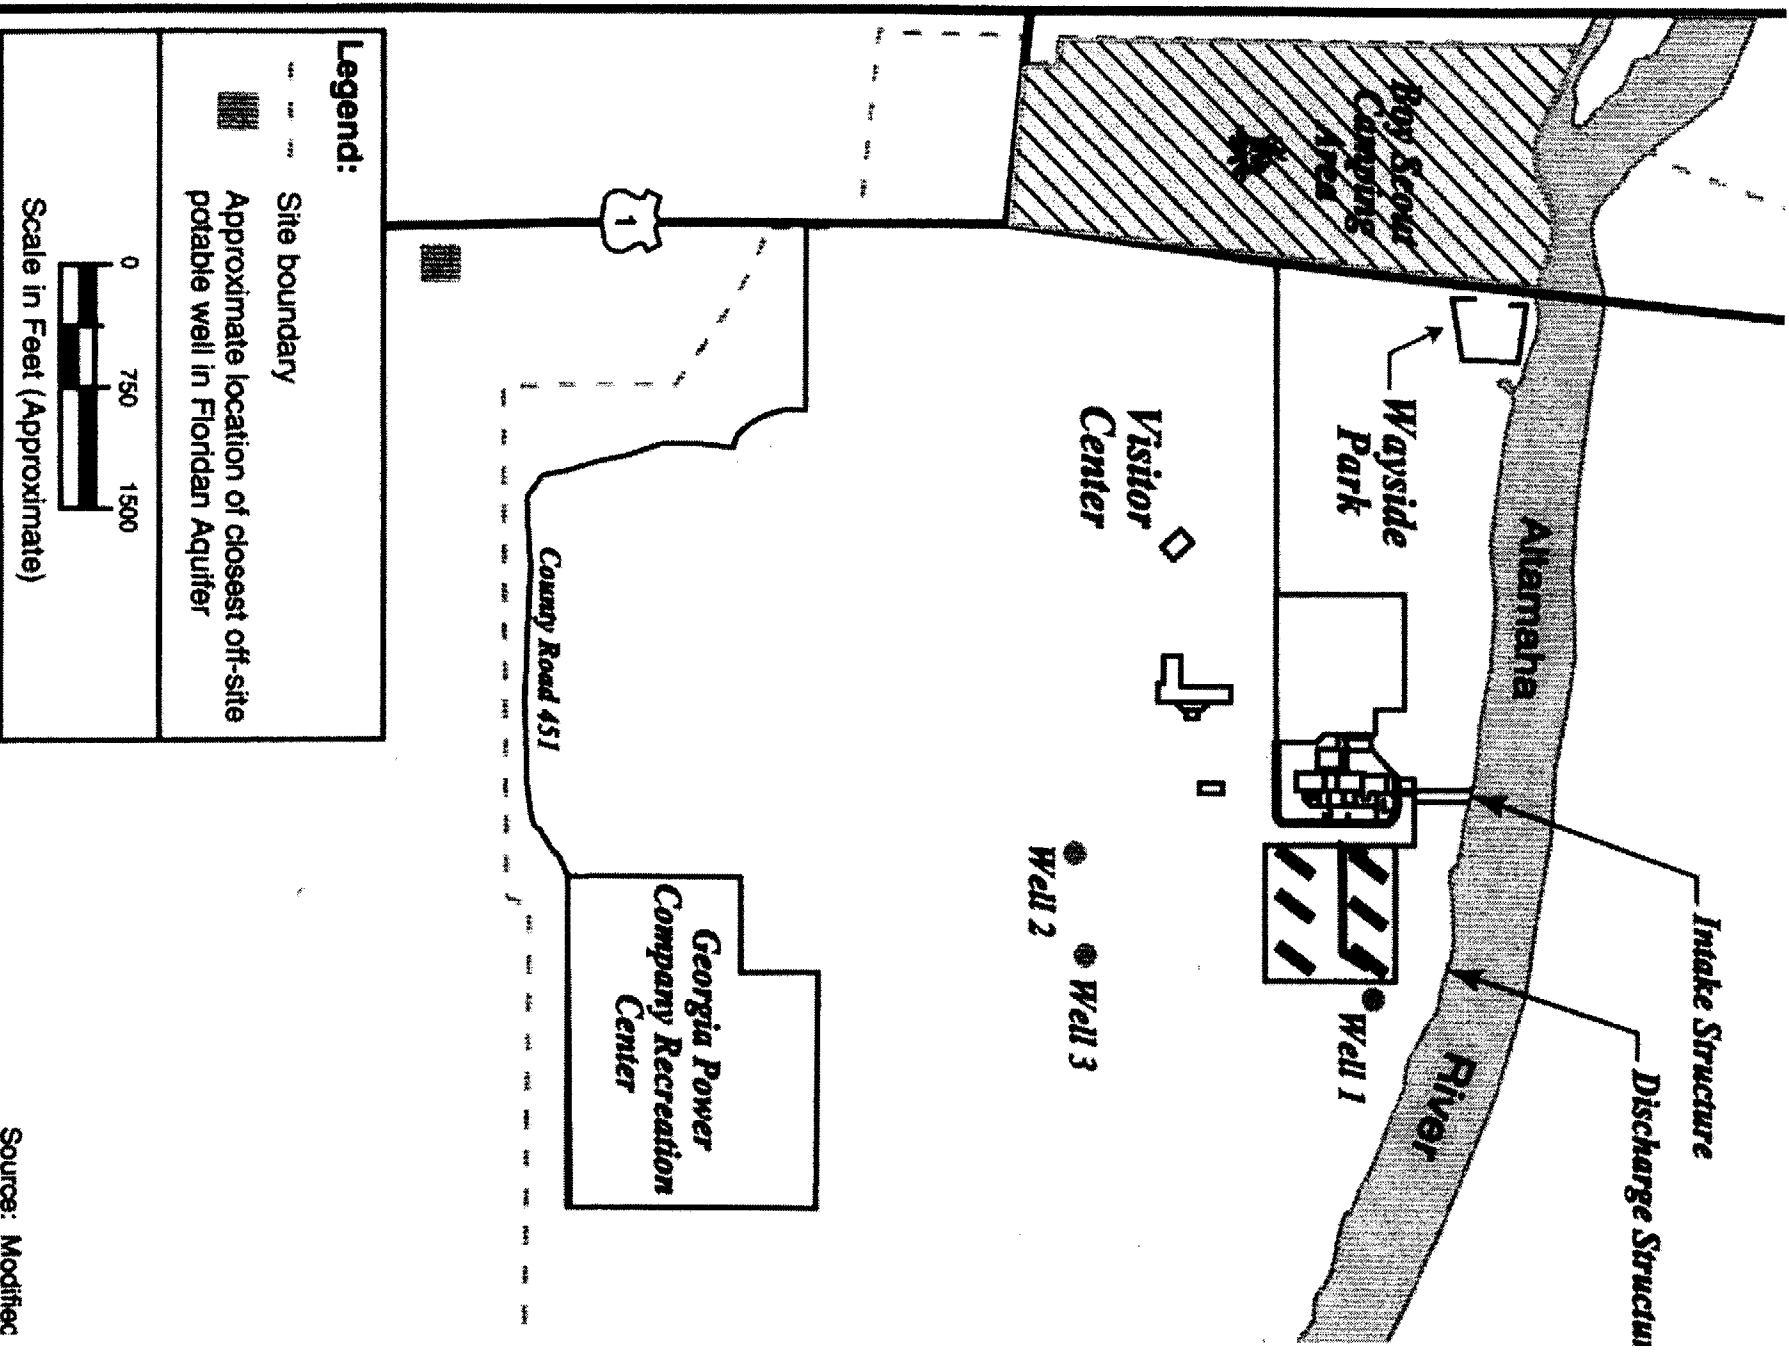 Intake Structure
Discharge Structu
Altamaha
River
Boy Scout
Camping
Area
Wayside
Park
Well 1
Visitor
Center
Well 3
Well 2
1
Georgia Power
Company Recreation
Center
County Road 451
Legend:
Site boundary
Approximate location of closest off-site
potable well in Floridan Aquifer
0 750 1500
Scale in Feet (Approximate)
Source: Modified